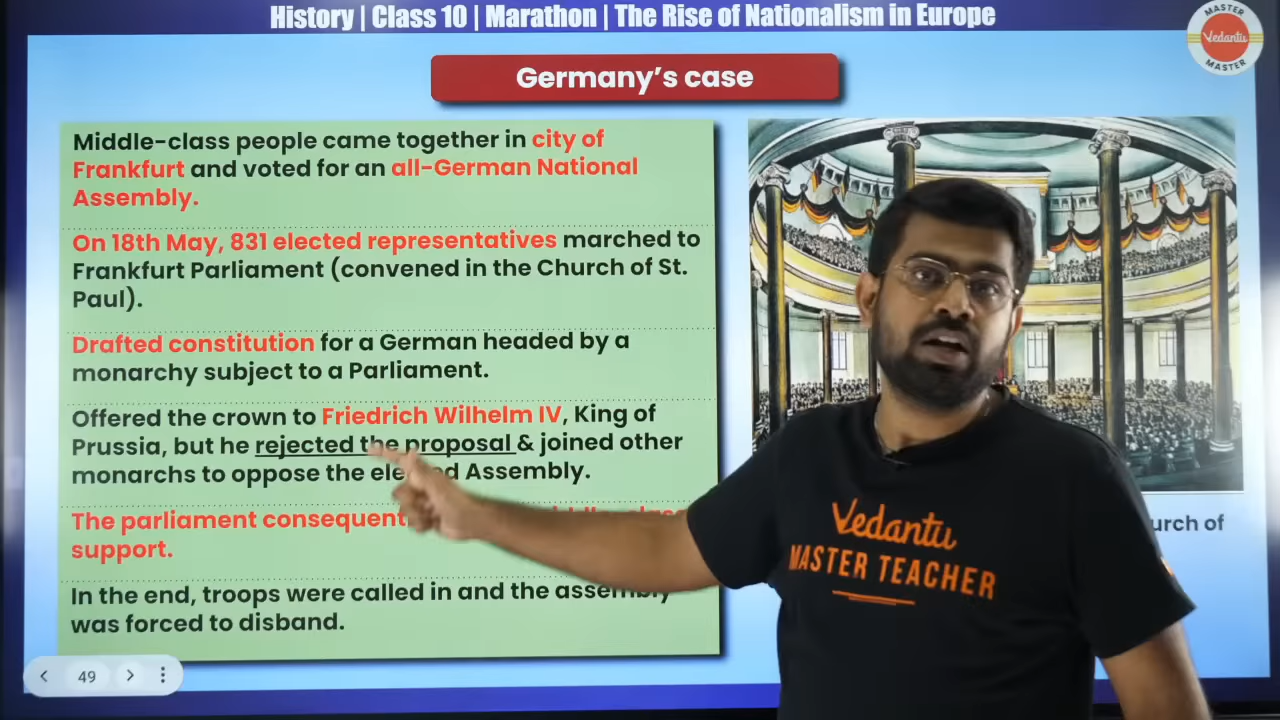 History | Class 10 | Marathon | The Rise of Nationalism in Europe
MASTER
Vedantu
MASTER
Germany's case
Middle-class people came together in city of
Frankfurt and voted for an all-German National
Assembly.
On 18th May, 831 elected representatives marched to
Frankfurt Parliament (convened in the Church of St.
Paul).
Drafted constitution for a German headed by a
monarchy subject to a Parliament.
Offered the crown to Friedrich Wilhelm IV, King of
Prussia, but he rejected the proposal & joined other
monarchs to oppose the Assembly.
The parliament
support.
In the end, troops were called in and the assembly
was forced to disband.
of
49
Vedantu
MASTER TEACHER